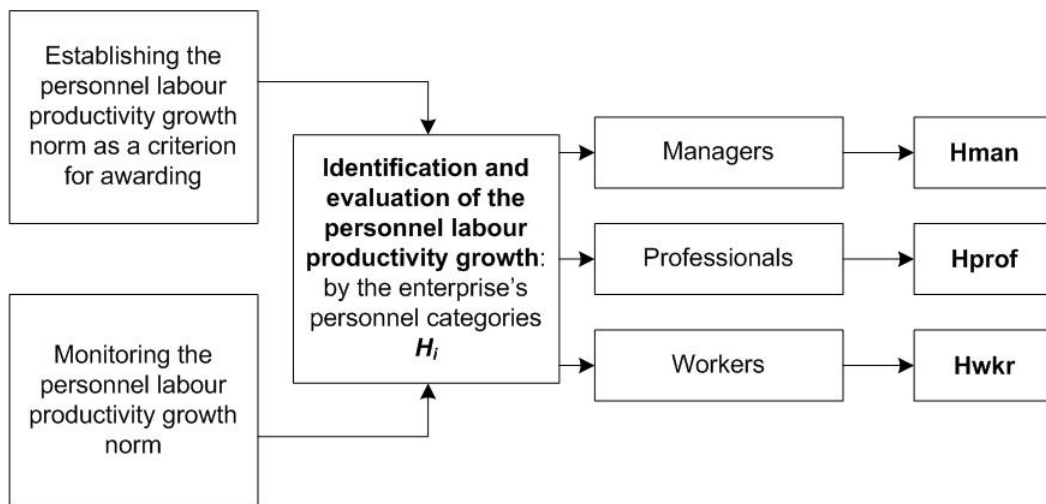 Establishing the
personnel labour
productivity growth
norm as a criterion
for awarding
Monitoring the
personnel labour
productivity growth
norm
Identification and
evaluation of the
personnel labour
productivity growth:
by the enterprise's
personnel categories
Hi
Managers
Hman
Professionals
Hprof
Workers
Hwkr